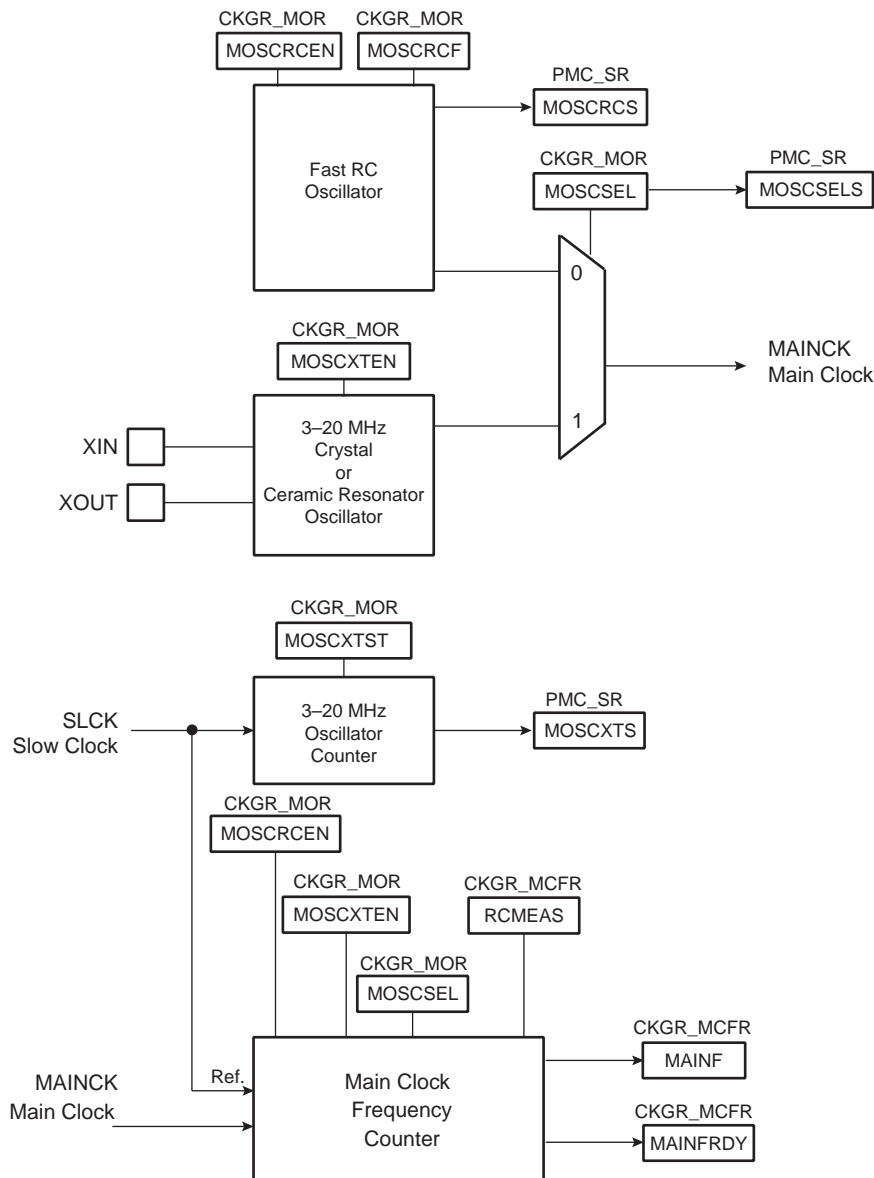 CKGR_MOR
MOSCRCEN
CKGR_MOR
MOSCRCF
Fast RC
Oscillator
PMC_SR
MOSCRCS
CKGR_MOR
MOSCSEL
PMC_SR
MOSCSELS
0
1
MAINCK
Main Clock
CKGR_MOR
MOSCXTEN
XIN
XOUT
3–20 MHz
Crystal
or
Ceramic Resonator
Oscillator
CKGR_MOR
MOSCXTST
SLCK
Slow Clock
3–20 MHz
Oscillator
Counter
PMC_SR
MOSCXTS
CKGR_MOR
MOSCRCEN
CKGR_MOR
MOSCXTEN
CKGR_MOR
MOSCSEL
CKGR_MCFR
RCMEAS
Ref.
MAINCK
Main Clock
Main Clock
Frequency
Counter
CKGR_MCFR
MAINF
CKGR_MCFR
MAINFRDY